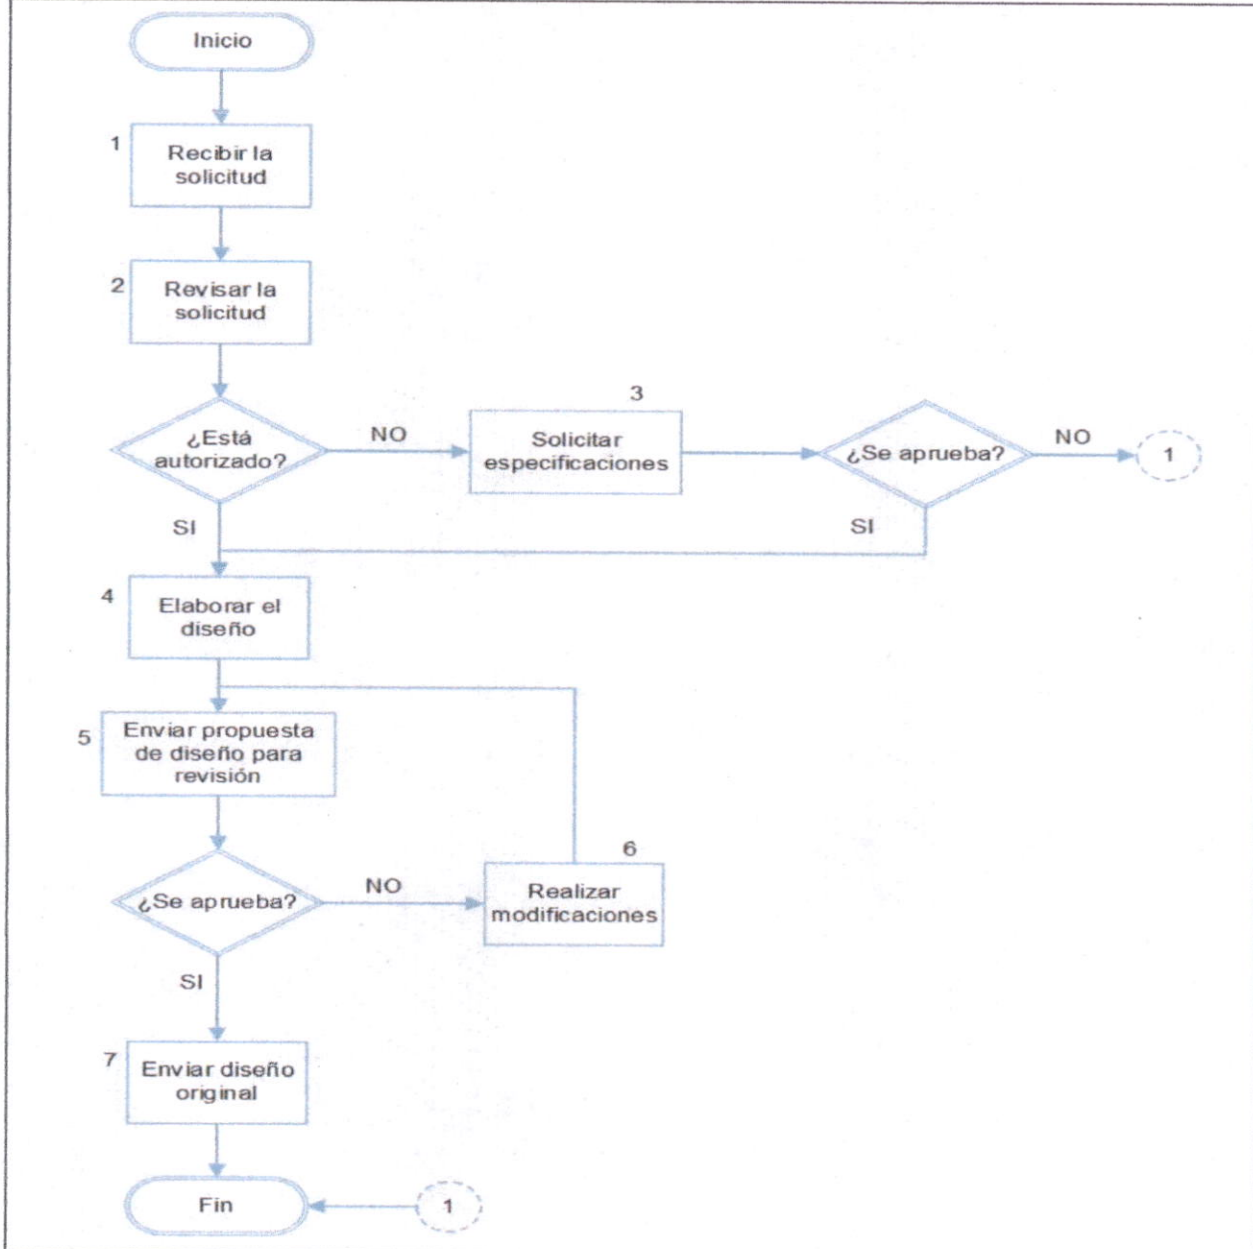 Inicio
1
Recibir la
solicitud
2
Revisar la
solicitud
¿Está
autorizado?
NO
3
Solicitar
especificaciones
¿Se aprueba?
NO
1
SI
SI
4
Elaborar el
diseño
5
Enviar propuesta
de diseño para
revisión
¿Se aprueba?
NO
6
Realizar
modificaciones
SI
7
Enviar diseño
original
Fin
1